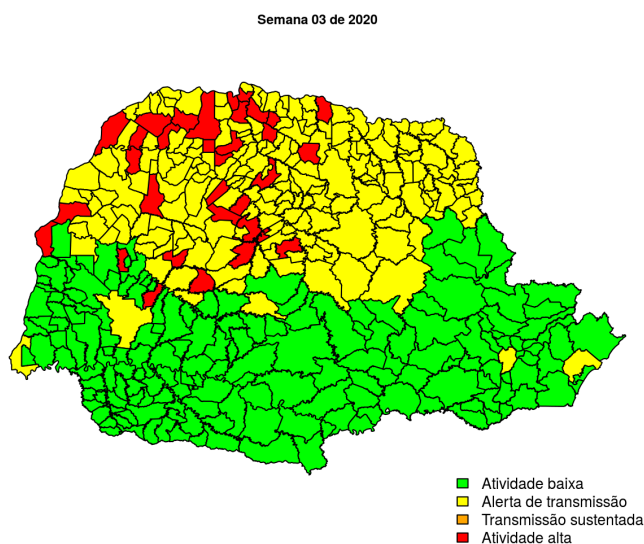 Semana 03 de 2020
Atividade baixa
Alerta de transmissão
Transmissão sustentada
Atividade alta